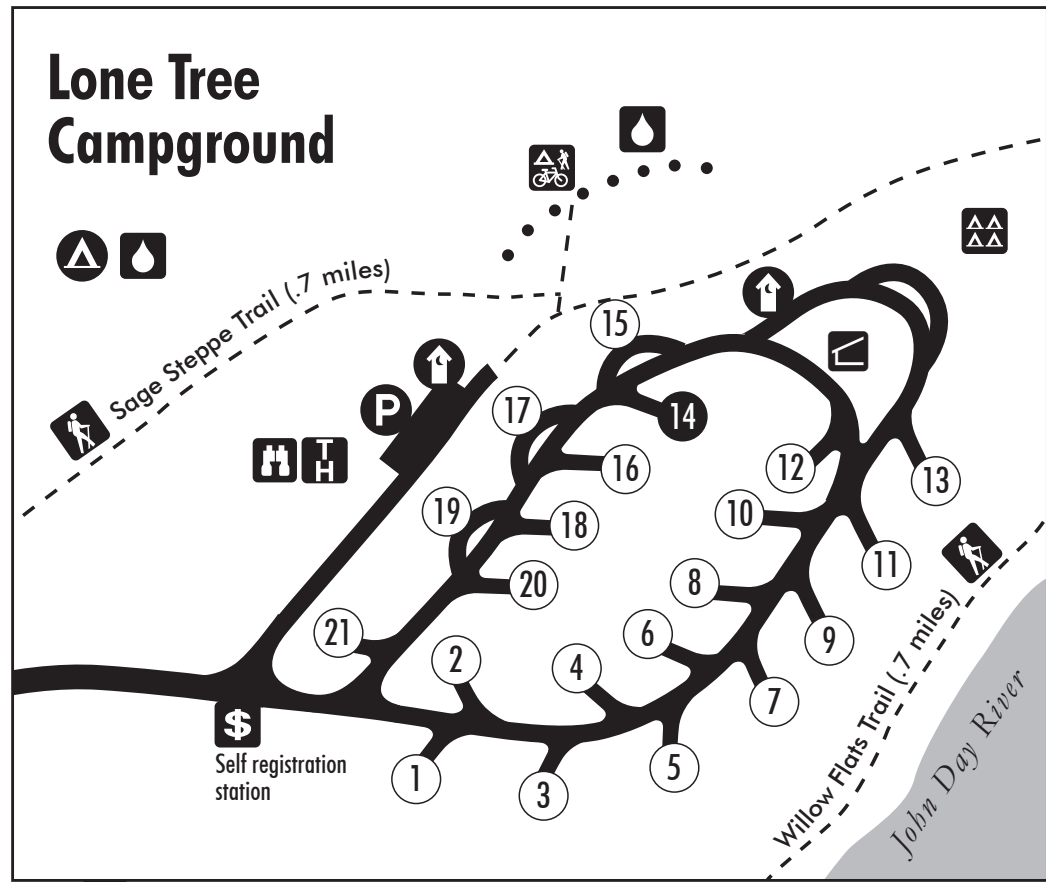 Lone Tree
Campground
Sage Steppe Trail (.7 miles)
15
17
P
14
T
H
16
12
13
19
10
18
11
8
20
21
6
9
2
4
7
$
Self registration
station
1
3
5
Willow Flats Trail (.7 miles)
John Day River